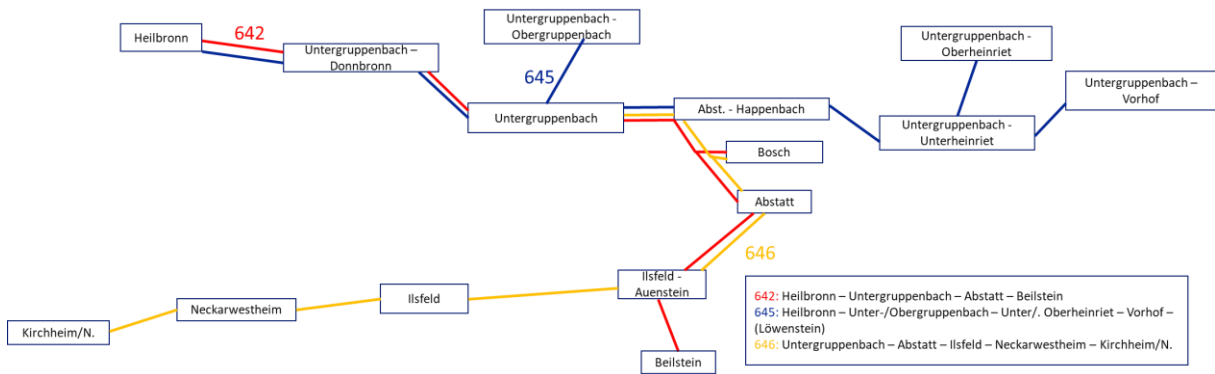 Heilbronn
642
Untergruppenbach –
Donnbronn
Untergruppenbach -
Obergruppenbach
645
Untergruppenbach
Abst. - Happenbach
Untergruppenbach -
Oberheinriet
Untergruppenbach –
Vorhof
Untergruppenbach -
Unterheinriet
Bosch
Abstatt
646
Ilsfeld -
Auenstein
Ilsfeld
Neckarwestheim
Kirchheim/N.
Beilstein
642: Heilbronn – Untergruppenbach – Abstatt – Beilstein
645: Heilbronn – Unter-/Obergruppenbach – Unter/. Oberheinriet – Vorhof –
(Löwenstein)
646: Untergruppenbach – Abstatt – Ilsfeld – Neckarwestheim – Kirchheim/N.